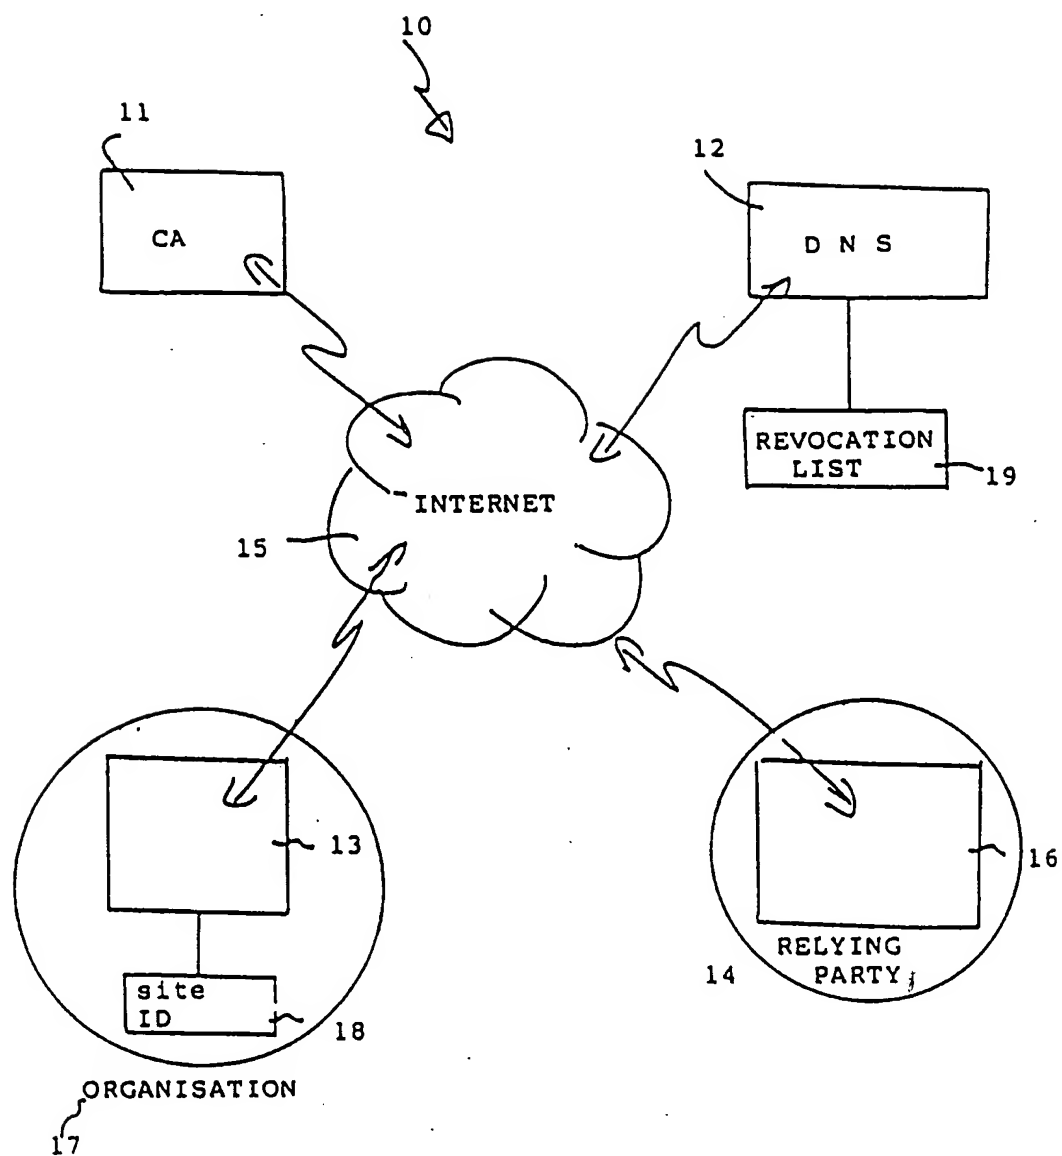 10
11
12
CA
D N S
REVOCATION
LIST
19
INTERNET
15
13
16
RELYING
PARTY
14
site
ID
18
ORGANISATION
17